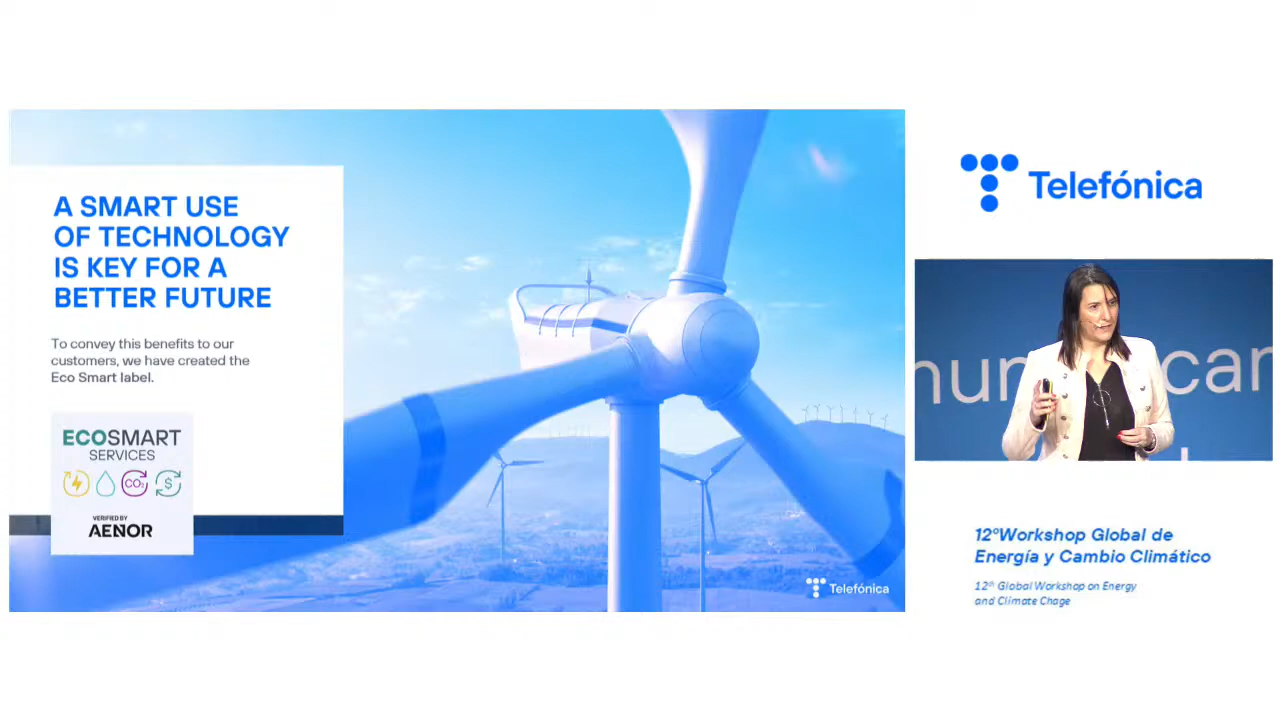 A SMART USE
OF TECHNOLOGY
IS KEY FOR A
BETTER FUTURE
To convey this benefits to our
customers, we have created the
Eco Smart label.
ECOSMART
SERVICES
CO₂
$
VERIFIED BY
AENOR
Telefónica
Telefónica
12ºWorkshop Global de
Energía y Cambio Climático
12th Global Workshop on Energy
and Climate Chage